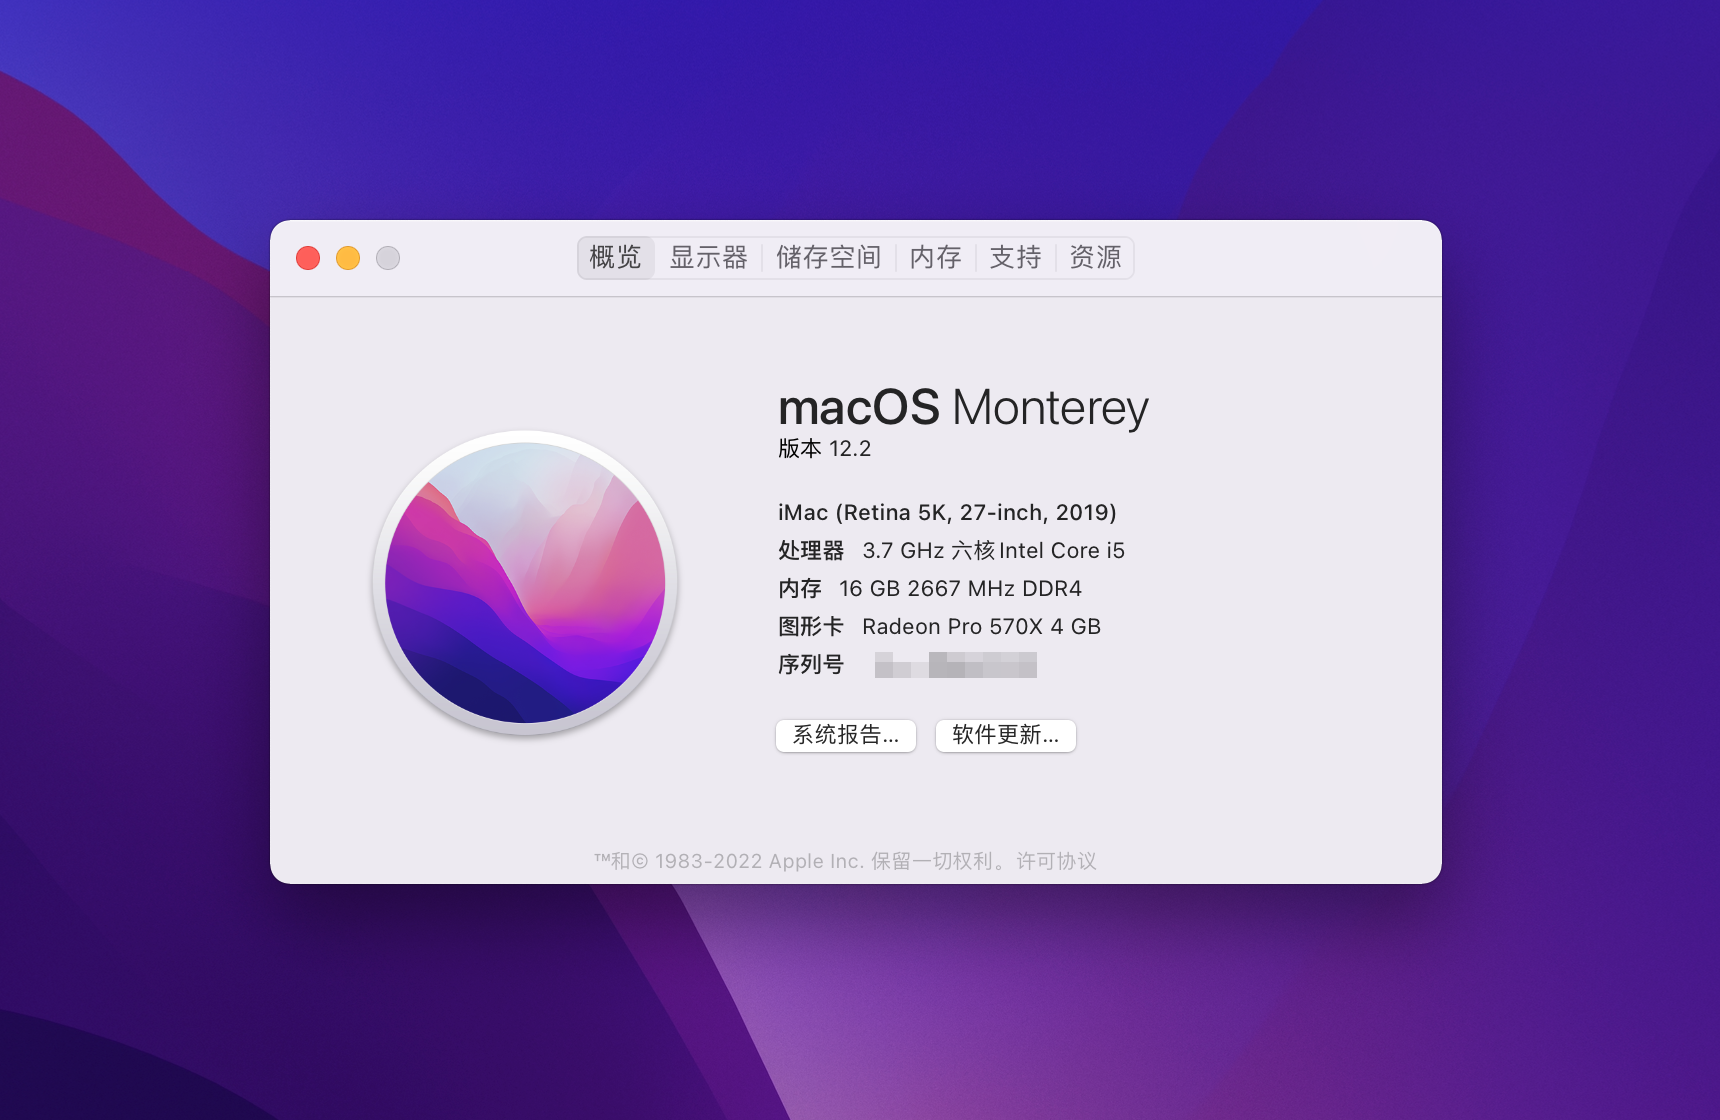 概览 显示器 储存空间 内存 支持 资源
macOS Monterey
版本 12.2
iMac (Retina 5K, 27-inch, 2019)
处理器 3.7 GHz 六核Intel Core i5
内存 16 GB 2667 MHz DDR4
图形卡 Radeon Pro 570X 4 GB
序列号
系统报告... 软件更新...
™和© 1983-2022 Apple Inc. 保留一切权利。许可协议